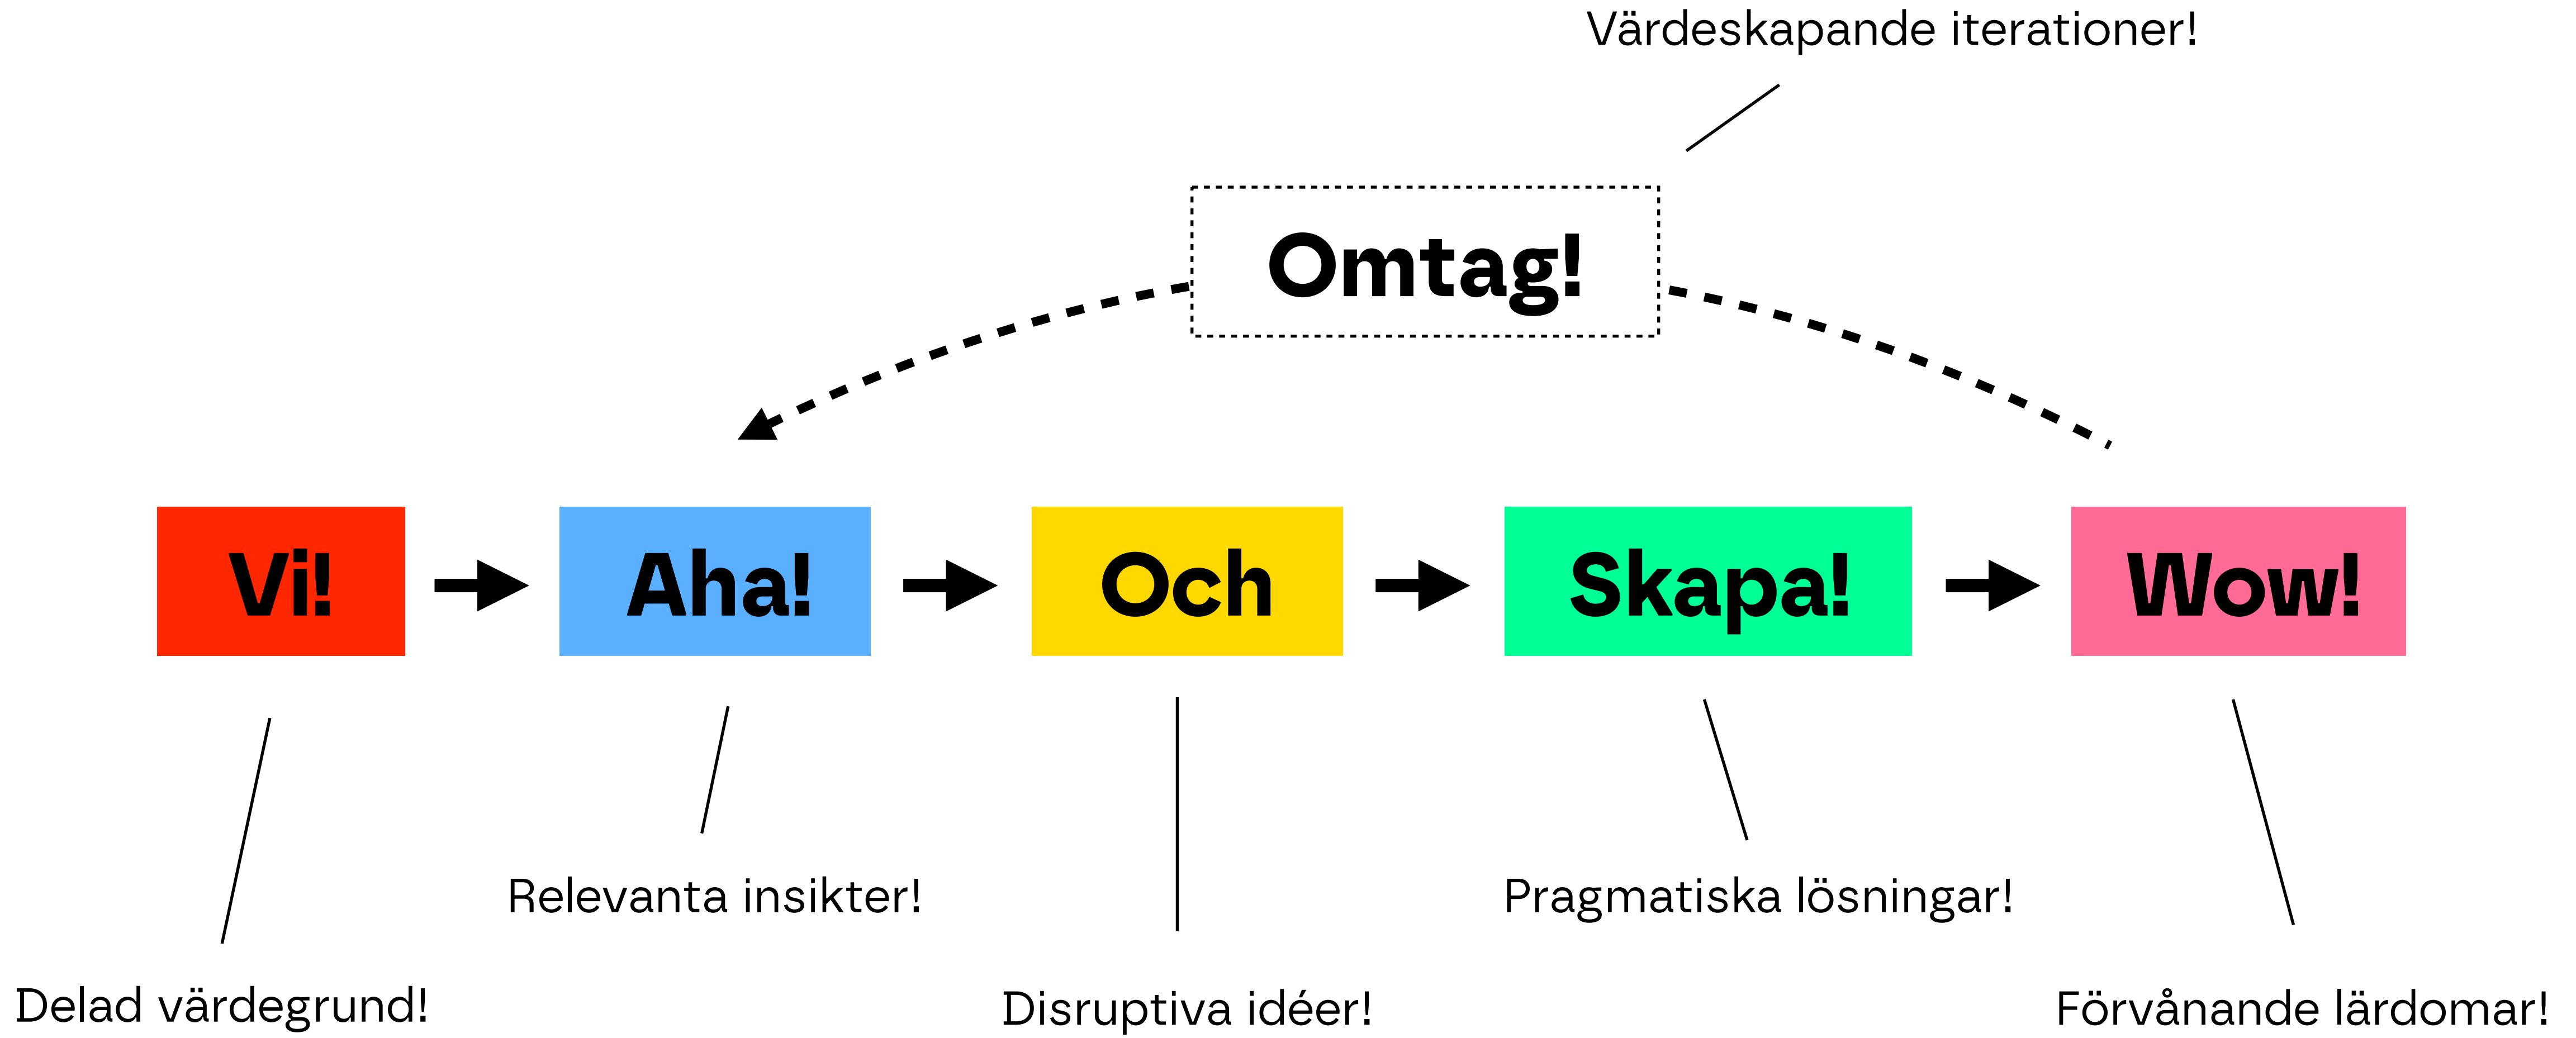 Värdeskapande iterationer!
Omtag!
Vi!
Aha!
Och
Skapa!
Wow!
Relevanta insikter!
Pragmatiska lösningar!
Delad värdegrund!
Disruptiva idéer!
Förvånande lärdomar!